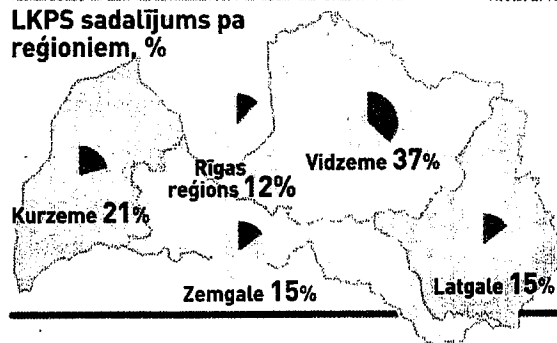 LKPS sadalījums pa
reģioniem, %
Vidzeme 37%
Rīgas
reģions 12%
Kurzeme 21%
Zemgale 15%
Latgale 15%